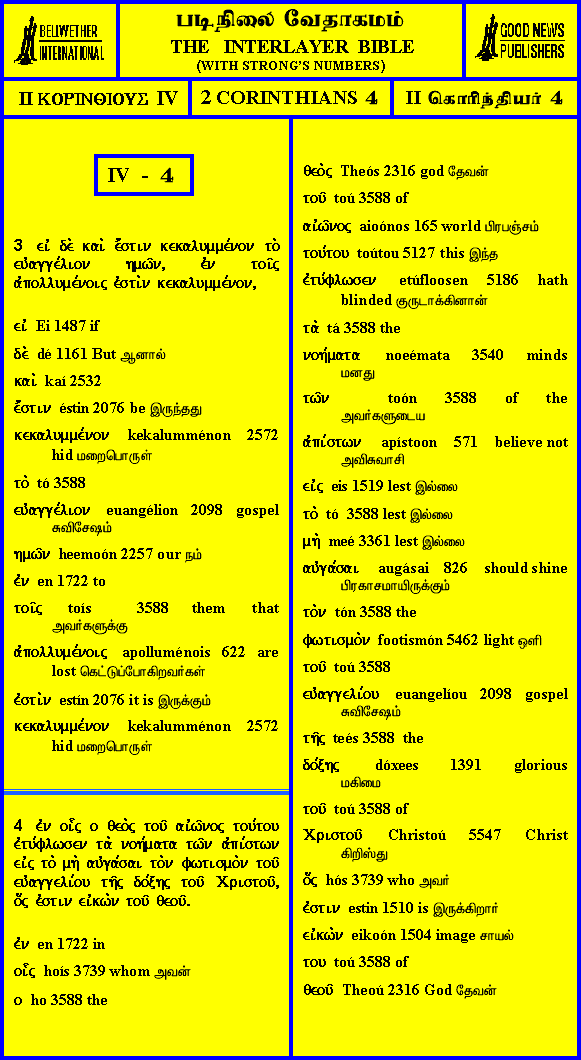 BELLWETHER
INTERNATIONAL
படிநிலை வேதாகமம்
THE INTERLAYER BIBLE
(WITH STRONG'S NUMBERS)
GOOD NEWS
PUBLISHERS
II ΚΟΡΙΝΘΙΟΥΣ IV
2 CORINTHIANS 4
II கொரிந்தியர் 4
IV - 4
3 εἰ δὲ καὶ ἔστιν κεκαλυμμένον τὸ
εὐαγγέλιον ημῶν, ἐν τοῖς
ἀπολλυμένοις ἐστὶν κεκαλυμμένον,
εἰ Ei 1487 if
δὲ dé 1161 But ஆனால்
καὶ kaí 2532
ἔστιν éstin 2076 be இருந்தது
κεκαλυμμένον kekalumménon 2572
hid மறைபொருள்
τὸ tó 3588
εὐαγγέλιον euangélion 2098 gospel
சுவிசேஷம்
ημῶν heemoón 2257 our நம்
ἐν en 1722 to
τοῖς toís 3588 them that
அவர்களுக்கு
ἀπολλυμένοις apolluménois 622 are
lost கெட்டுப்போகிறவர்கள்
ἐστὶν estín 2076 it is இருக்கும்
κεκαλυμμένον kekalumménon 2572
hid மறைபொருள்
4 ἐν οἷς ο θεὸς τοῦ αἰῶνος τούτου
ἐτύφλωσεν τὰ νοήματα τῶν ἀπίστων
εἰς τὸ μὴ αὐγάσαι τὸν φωτισμὸν τοῦ
εὐαγγελίου τῆς δόξης τοῦ Χριστοῦ,
ὅς ἐστιν εἰκὼν τοῦ θεοῦ.
ἐν en 1722 in
οἷς hoís 3739 whom அவன்
ο ho 3588 the
θεὸς Theós 2316 god தேவன்
τοῦ toú 3588 of
αἰῶνος aioónos 165 world பிரபஞ்சம்
τούτου toútou 5127 this இந்த
ἐτύφλωσεν etúfloosen 5186 hath
blinded குருடாக்கினான்
τὰ tá 3588 the
νοήματα noeémata 3540 minds
மனது
τῶν toón 3588 of the
அவர்களுடைய
ἀπίστων apístoon 571 believe not
அவிசுவாசி
εἰς eis 1519 lest இல்லை
τὸ tó 3588 lest இல்லை
μὴ meé 3361 lest இல்லை
αὐγάσαι augásai 826 should shine
பிரகாசமாயிருக்கும்
τὸν tón 3588 the
φωτισμὸν footismón 5462 light ஒளி
τοῦ toú 3588
εὐαγγελίου euangelíou 2098 gospel
சுவிசேஷம்
τῆς teés 3588 the
δόξης dóxees 1391 glorious
மகிமை
τοῦ toú 3588 of
Χριστοῦ Christoú 5547 Christ
கிறிஸ்து
ὅς hós 3739 who அவர்
ἐστιν estin 1510 is இருக்கிறார்
εἰκὼν eikoón 1504 image சாயல்
του toú 3588 of
θεοῦ Theoú 2316 God தேவன்